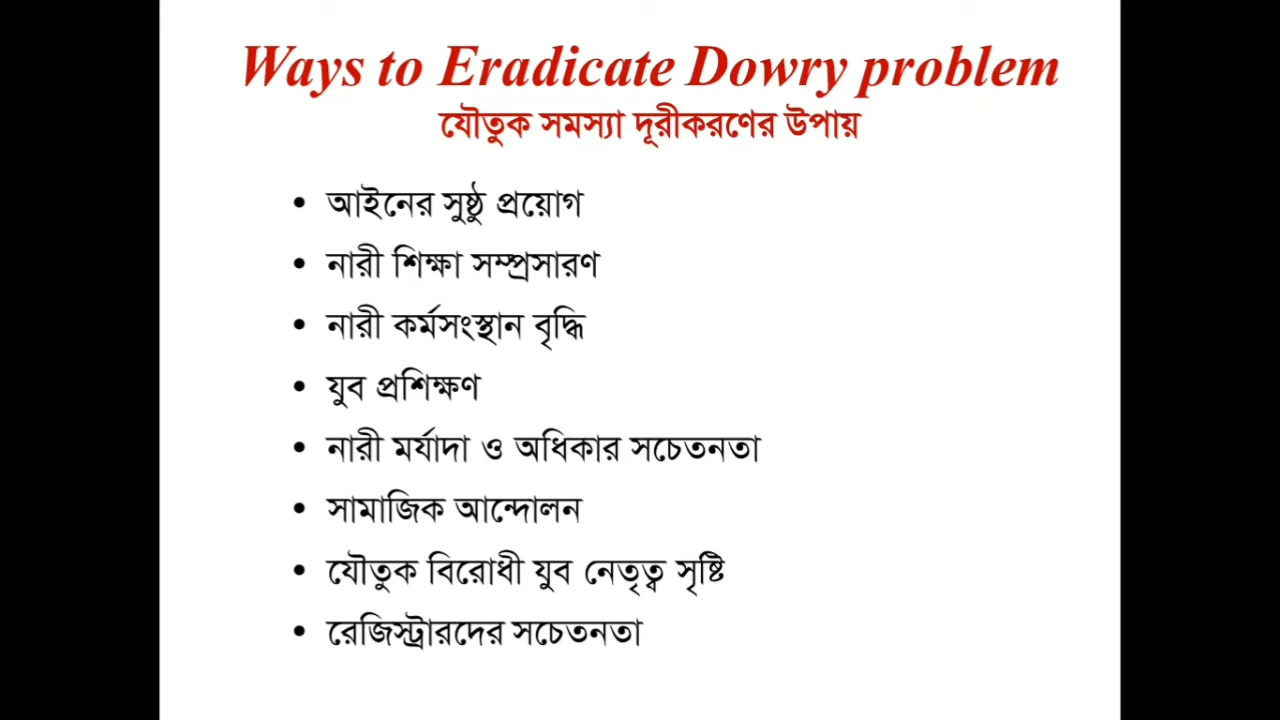 Ways to Eradicate Dowry problem
যৌতুক সমস্যা দূরীকরণের উপায়
• আইনের সুষ্ঠু প্রয়োগ
• নারী শিক্ষা সম্প্রসারণ
• নারী কর্মসংস্থান বৃদ্ধি
• যুব প্রশিক্ষণ
• নারী মর্যাদা ও অধিকার সচেতনতা
• সামাজিক আন্দোলন
• যৌতুক বিরোধী যুব নেতৃত্ব সৃষ্টি
• রেজিস্ট্রারদের সচেতনতা